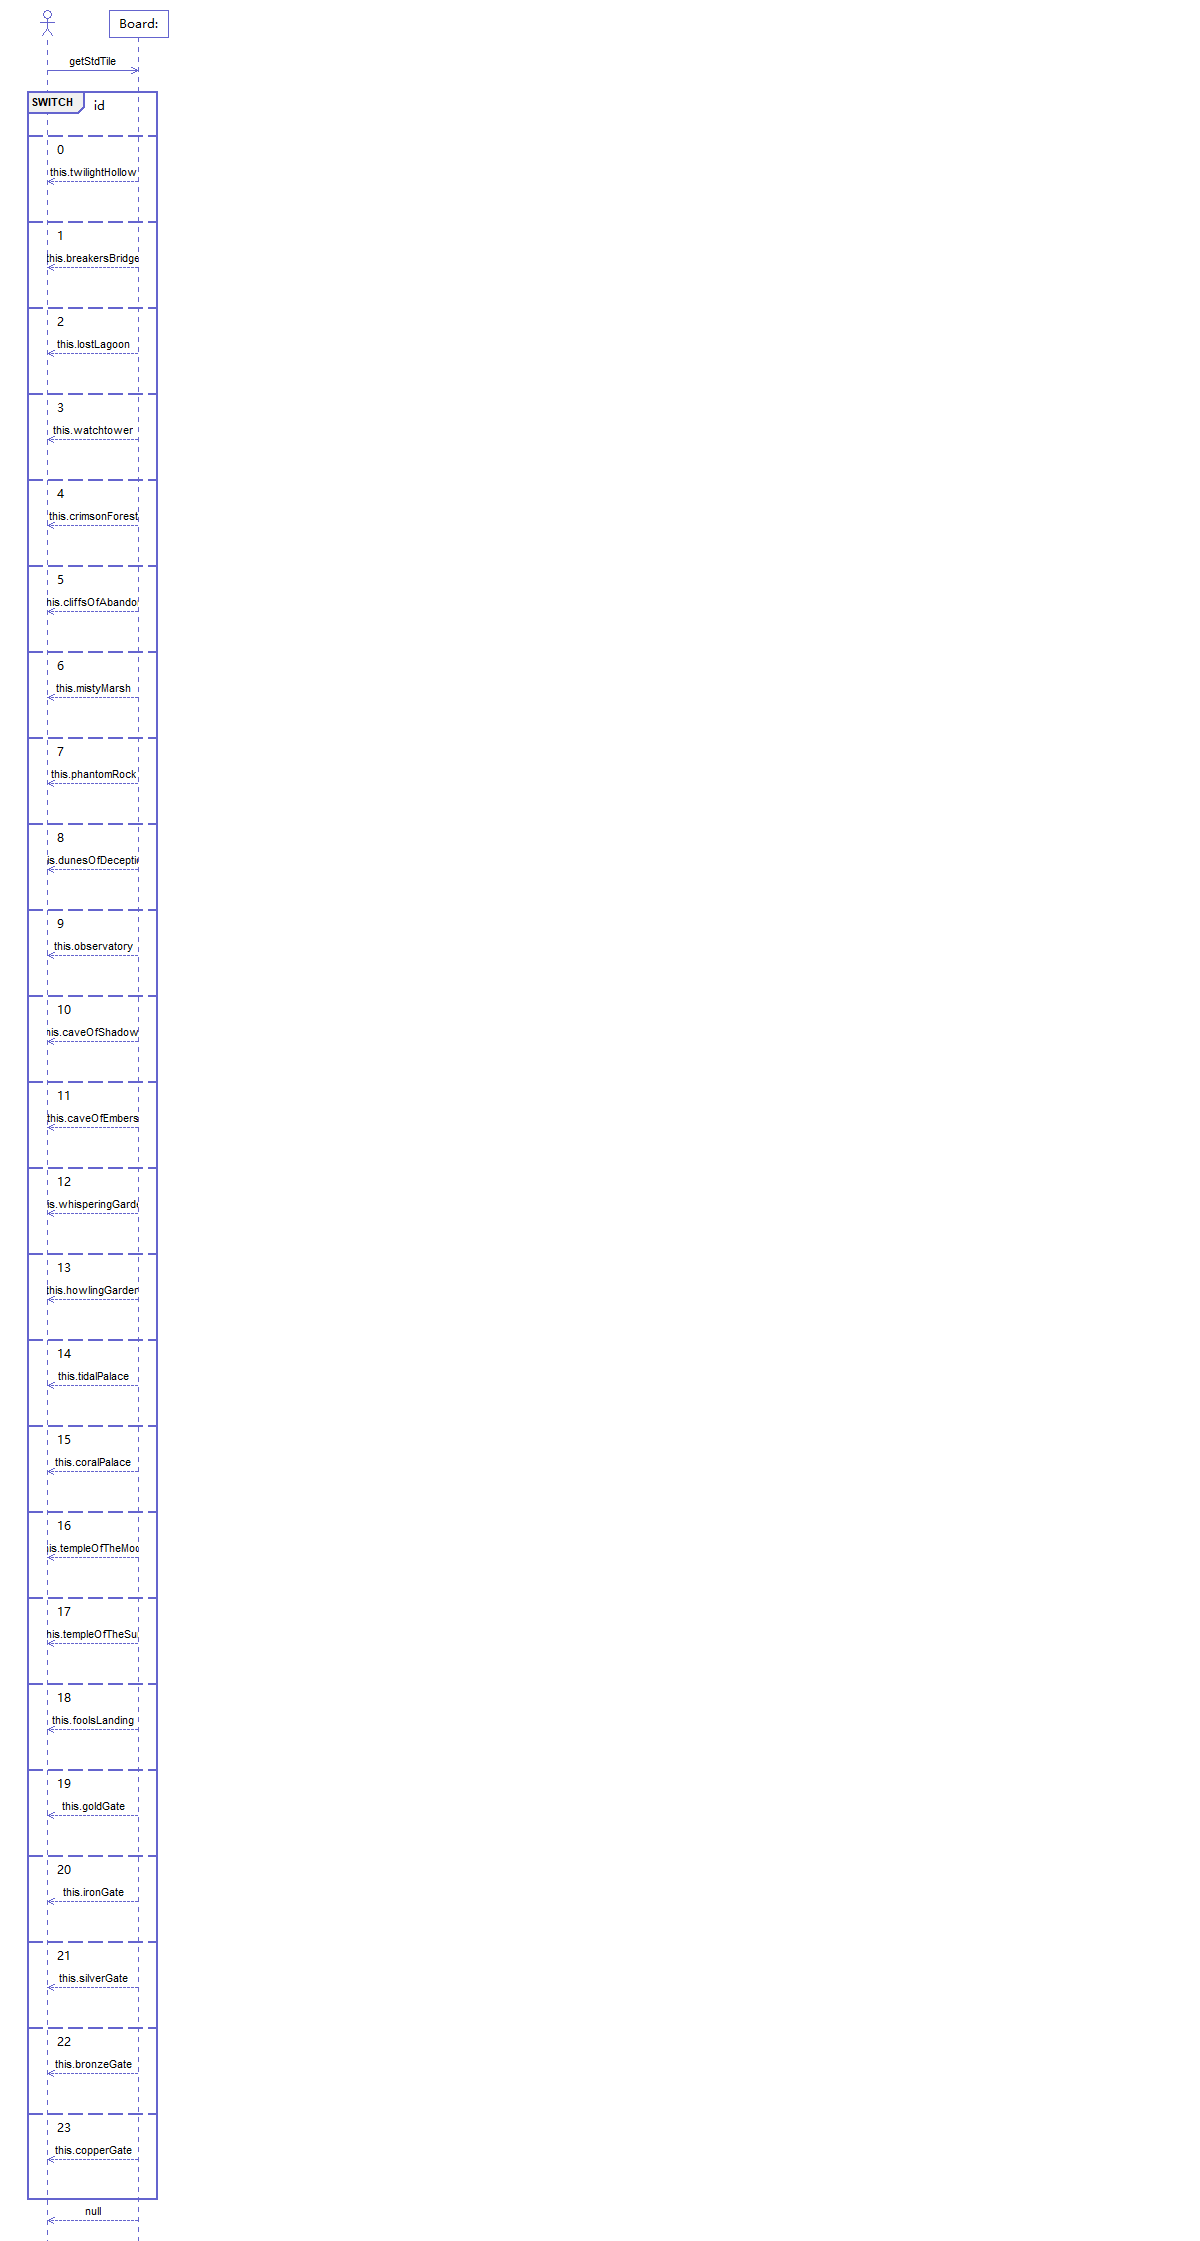 Board:
getStdTile
SWITCH id
0
this.twilightHollow
1
this.breakersBridge
2
this.lostLagoon
3
this.watchtower
4
this.crimsonForest
5
his.cliffsOfAbando
6
this.mistyMarsh
7
this.phantomRock
8
is.dunesOfDecepti
9
this.observatory
10
his.caveOfShadow
11
this.caveOfEmbers
12
is.whisperingGard
13
this.howlingGarden
14
this.tidalPalace
15
this.coralPalace
16
is.templeOfTheMoo
17
his.templeOfTheSu
18
this.foolsLanding
19
this.goldGate
20
this.ironGate
21
this.silverGate
22
this.bronzeGate
23
this.copperGate
null